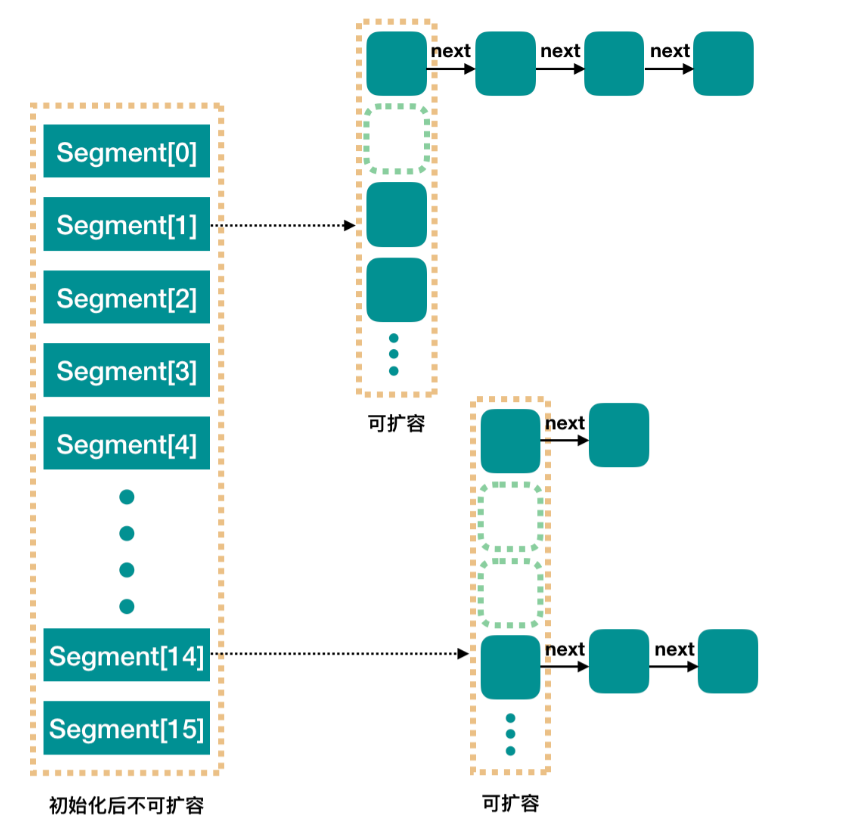 next next next
Segment[0]
Segment[1]
Segment[2]
Segment[3]
Segment[4]
可扩容
next
Segment[14]
next next
Segment[15]
初始化后不可扩容
可扩容